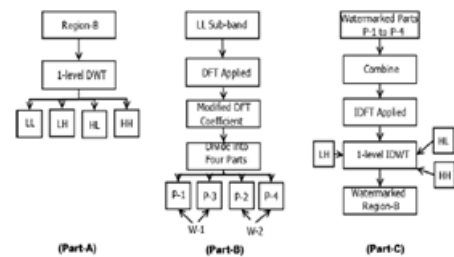 Region-B
1-level DWT
LL LH HL HH
(Part-A)
LL Sub-band
DFT Applied
Modified DFT
Coefficient
Divide into
Four Parts
P-1 P-3 P-2 P-4
W-1 W-2
(Part-B)
Watermarked Parts
P-1 to P-4
Combine
IDFT Applied
HL
LH 1-level IDWT
HH
Watermarked
Region-B
(Part-C)